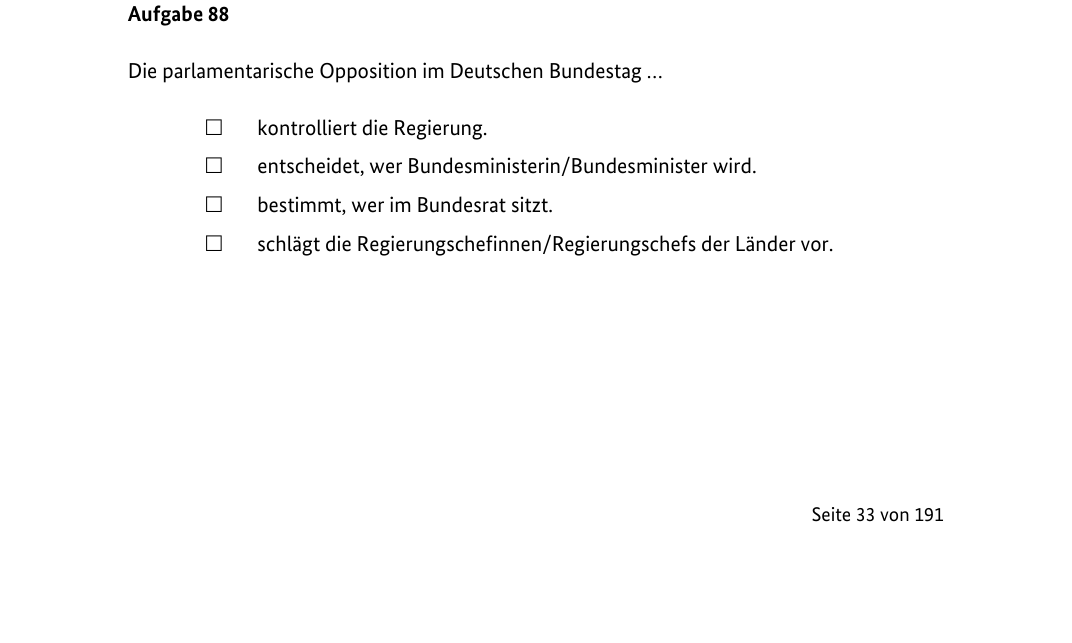 Aufgabe 88
Die parlamentarische Opposition im Deutschen Bundestag …
☐ kontrolliert die Regierung.
☐ entscheidet, wer Bundesministerin/Bundesminister wird.
☐ bestimmt, wer im Bundesrat sitzt.
☐ schlägt die Regierungschefinnen/Regierungschefs der Länder vor.
Seite 33 von 191